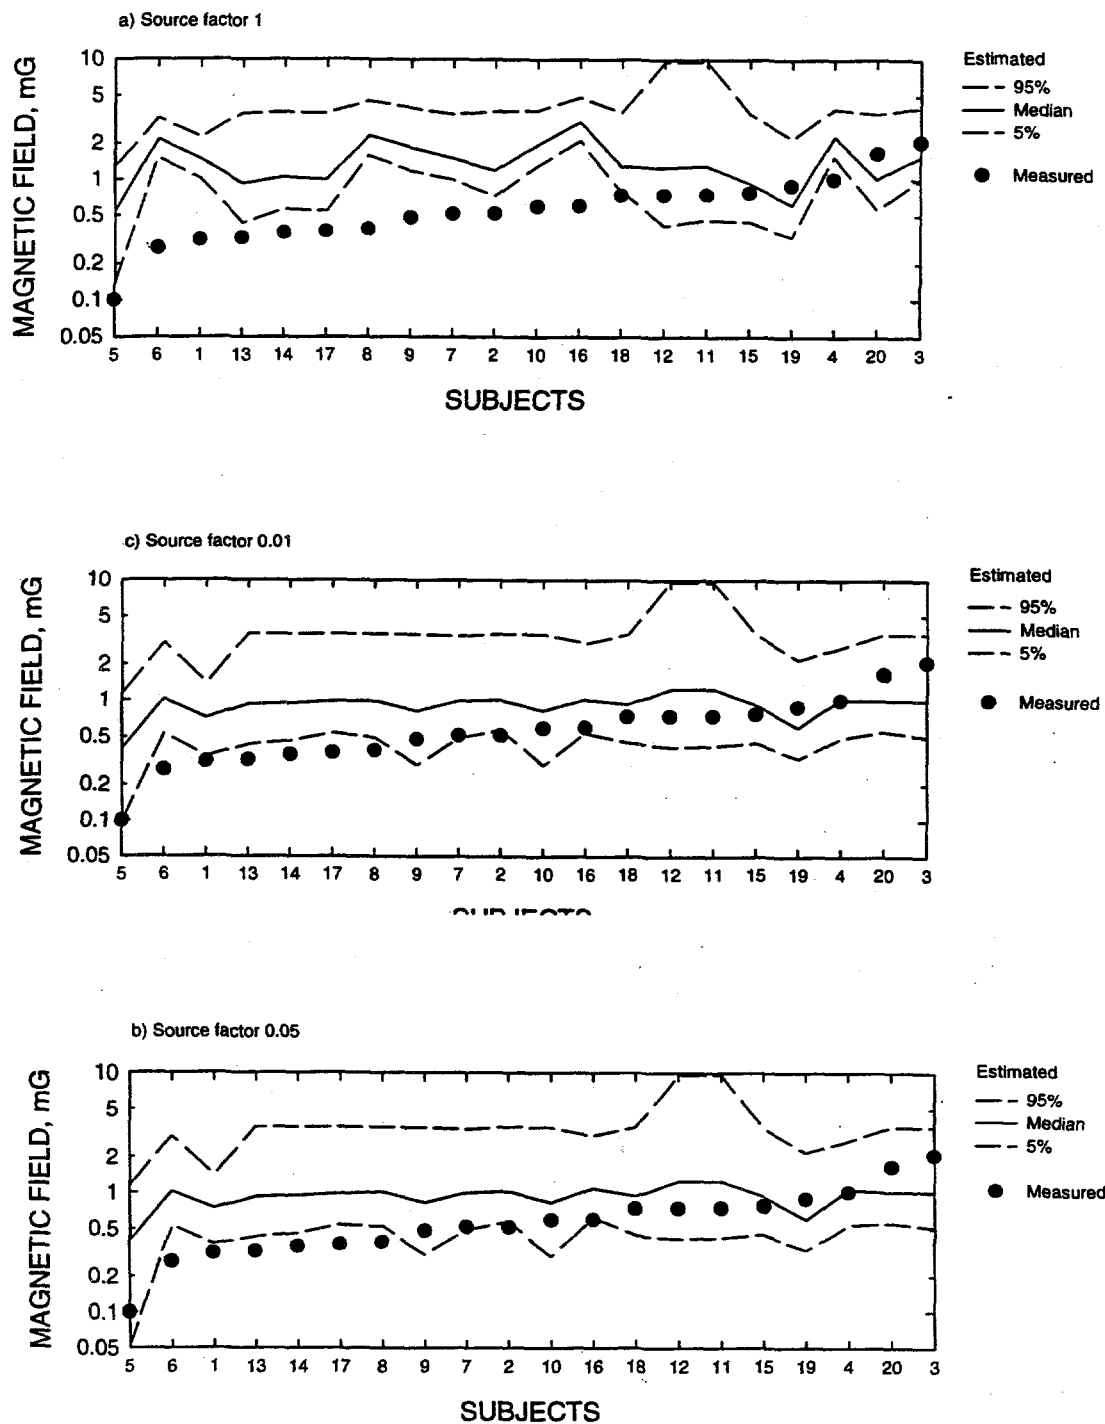 a) Source factor 1
MAGNETIC FIELD, mG
10
5
2
1
0.5
0.2
0.1
0.05
5 6 1 13 14 17 8 9 7 2 10 16 18 12 11 15 19 4 20 3
SUBJECTS
Estimated
95%
Median
5%
Measured
c) Source factor 0.01
MAGNETIC FIELD, mG
10
5
2
1
0.5
0.2
0.1
0.05
5 6 1 13 14 17 8 9 7 2 10 16 18 12 11 15 19 4 20 3
Estimated
95%
Median
5%
Measured
b) Source factor 0.05
MAGNETIC FIELD, mG
10
5
2
1
0.5
0.2
0.1
0.05
5 6 1 13 14 17 8 9 7 2 10 16 18 12 11 15 19 4 20 3
SUBJECTS
Estimated
95%
Median
5%
Measured